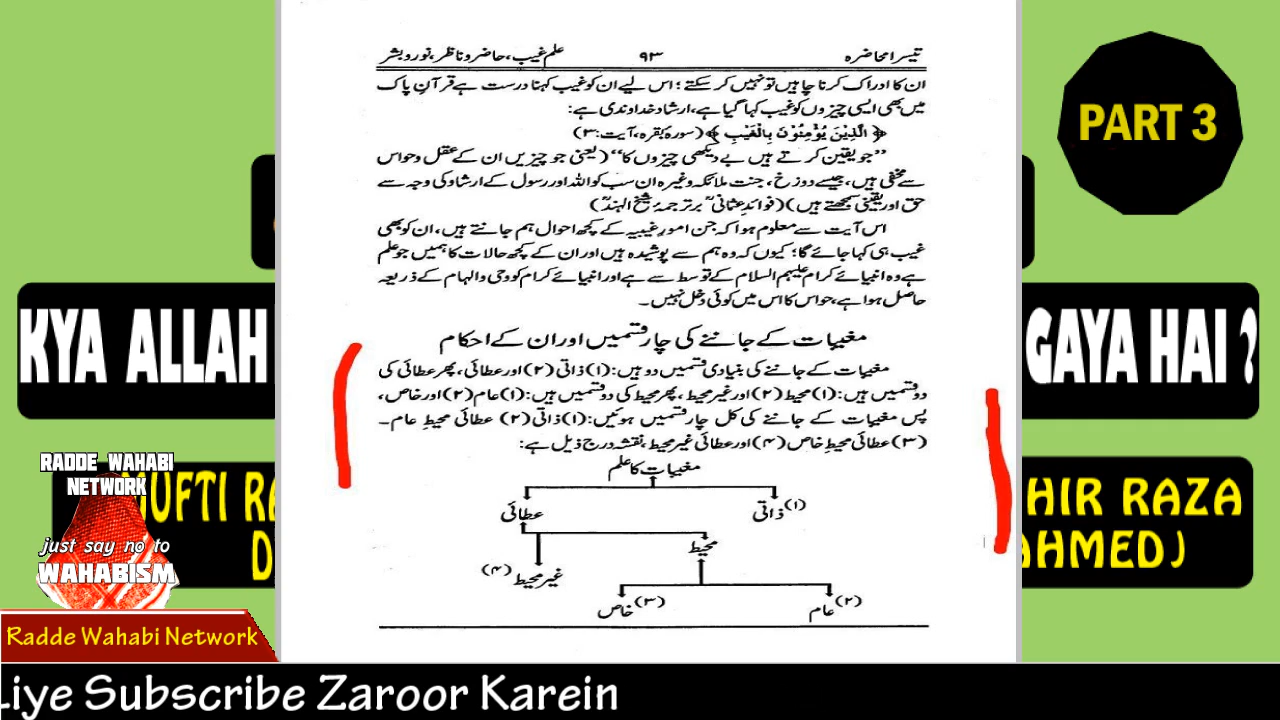 تیسرا محاضرہ ۹۳ علم غیب، حاضر و ناظر، نور و بشر
ان کا ادراک کرنا چاہیں تو نہیں کر سکتے؛ اس لیے ان کو غیب کہنا درست ہے قرآنِ پاک
میں بھی ایسی چیزوں کو غیب کہا گیا ہے، ارشاد خداوندی ہے:
﴿ الَّذِیْنَ یُؤْمِنُوْنَ بِالْغَیْبِ ﴾ (سورہ بقرہ، آیت:۳)
”جو یقین کرتے ہیں بے دیکھی چیزوں کا“ (یعنی جو چیزیں ان کے عقل وحواس
سے مخفی ہیں، جیسے دوزخ، جنت ملائکہ وغیرہ ان سب کو اللہ اور رسول کے ارشاد کی وجہ سے
حق اور یقینی سمجھتے ہیں) (فوائدِ عثانیؒ برترجمۂ شیخ الہندؒ)
اس آیت سے معلوم ہوا کہ جن امورِ غیبیہ کے کچھ احوال ہم جانتے ہیں، ان کو بھی
غیب ہی کہا جائے گا؛ کیوں کہ وہ ہم سے پوشیدہ ہیں اور ان کے کچھ حالات کا ہمیں جو علم
ہے وہ انبیائے کرام علیہم السلام کے توسط سے ہے اور انبیائے کرام کو وحی والہام کے ذریعہ
حاصل ہوا ہے، حواس کا اس میں کوئی دخل نہیں۔
مغیبات کے جاننے کی چار قسمیں اور ان کے احکام
مغیبات کے جاننے کی بنیادی قسمیں دو ہیں: (۱) ذاتی (۲) اور عطائی، پھر عطائی کی
دو قسمیں ہیں: (۱) محیط (۲) اور غیر محیط، پھر محیط کی دو قسمیں ہیں: (۱) عام (۲) اور خاص،
پس مغیبات کے جاننے کی کل چار قسمیں ہوئیں: (۱) ذاتی (۲) عطائی محیطِ عام۔
(۳) عطائی محیطِ خاص (۴) اور عطائی غیر محیط، نقشہ درج ذیل ہے:
مغیبات کا علم
(۱) ذاتی عطائی
محیط
غیر محیط (۴)
(۲) عام (۳) خاص
PART 3
KYA ALLAH
GAYA HAI ?
MUFTI RA
HIR RAZA
D
AHMED)
RADDE WAHABI
NETWORK
just say no to
WAHABISM
Radde Wahabi Network
Liye Subscribe Zaroor Karein